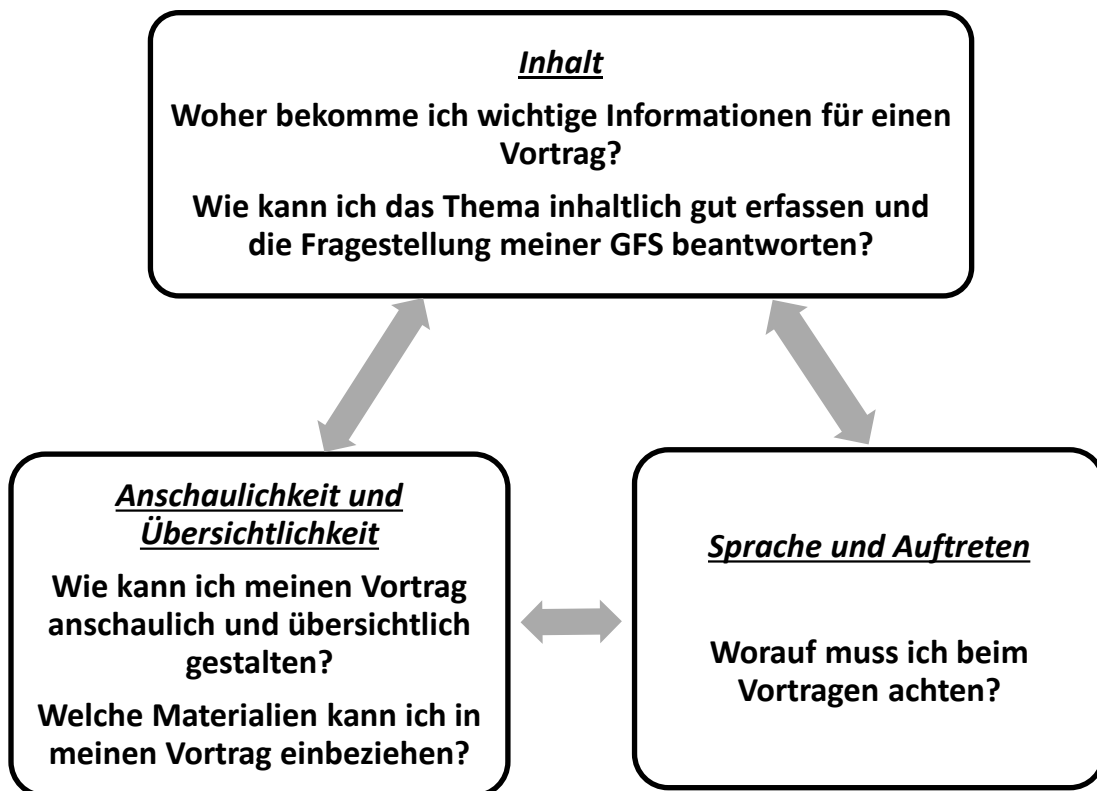 Inhalt
Woher bekomme ich wichtige Informationen für einen
Vortrag?
Wie kann ich das Thema inhaltlich gut erfassen und
die Fragestellung meiner GFS beantworten?
Anschaulichkeit und
Übersichtlichkeit
Wie kann ich meinen Vortrag
anschaulich und übersichtlich
gestalten?
Welche Materialien kann ich in
meinen Vortrag einbeziehen?
Sprache und Auftreten
Worauf muss ich beim
Vortragen achten?